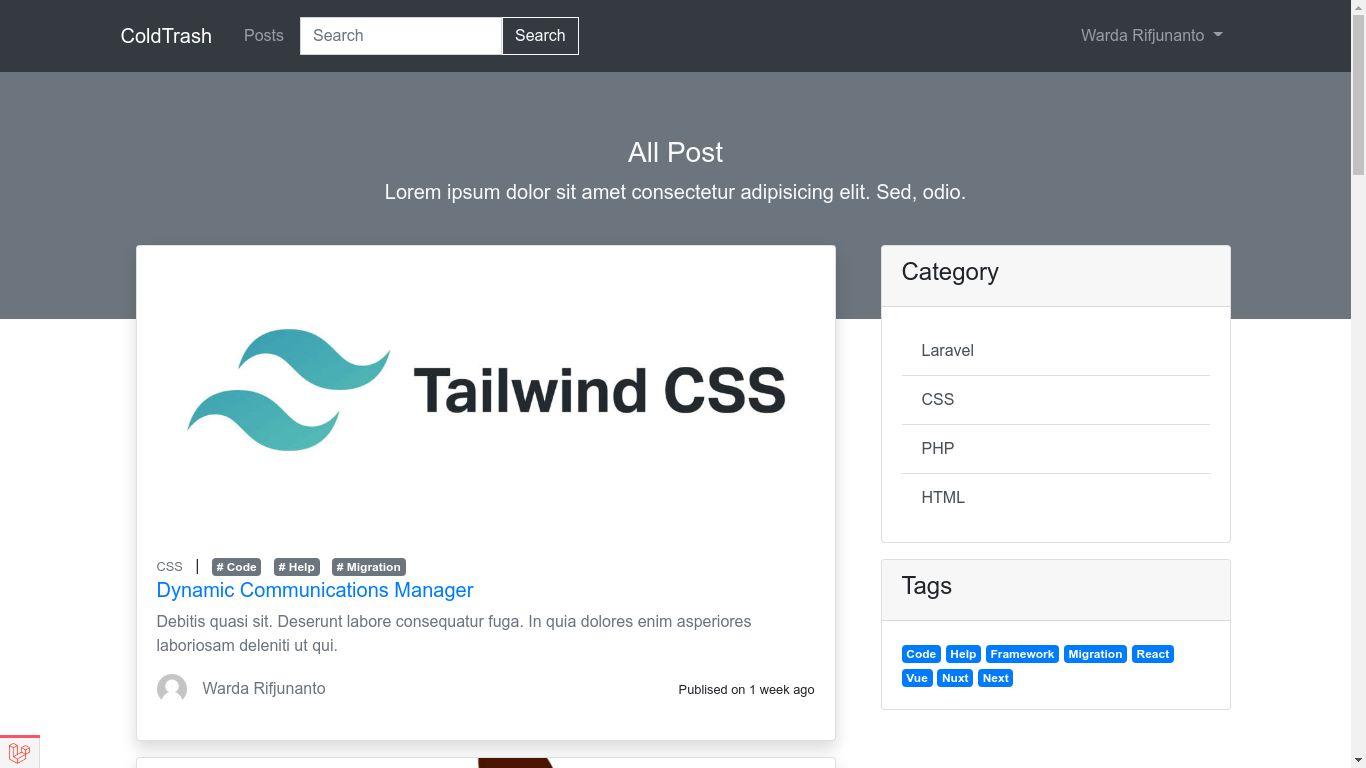 ColdTrash
Posts
Search
Search
Warda Rifjunanto
All Post
Lorem ipsum dolor sit amet consectetur adipisicing elit. Sed, odio.
Tailwind CSS
CSS | # Code # Help # Migration
Dynamic Communications Manager
Debitis quasi sit. Deserunt labore consequatur fuga. In quia dolores enim asperiores
laboriosam deleniti ut qui.
Warda Rifjunanto
Publised on 1 week ago
Category
Laravel
CSS
PHP
HTML
Tags
Code Help Framework Migration React
Vue Nuxt Next